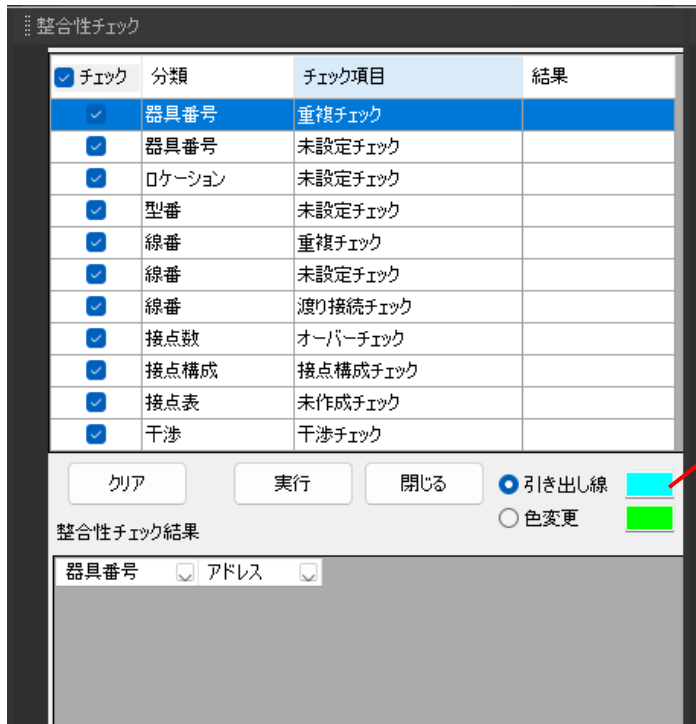 整合性チェック
チェック 分類 チェック項目 結果
器具番号 重複チェック
器具番号 未設定チェック
ロケーション 未設定チェック
型番 未設定チェック
線番 重複チェック
線番 未設定チェック
線番 渡り接続チェック
接点数 オーバーチェック
接点構成 接点構成チェック
接点表 未作成チェック
干渉 干渉チェック
クリア 実行 閉じる 引き出し線
色変更
整合性チェック結果
器具番号 アドレス